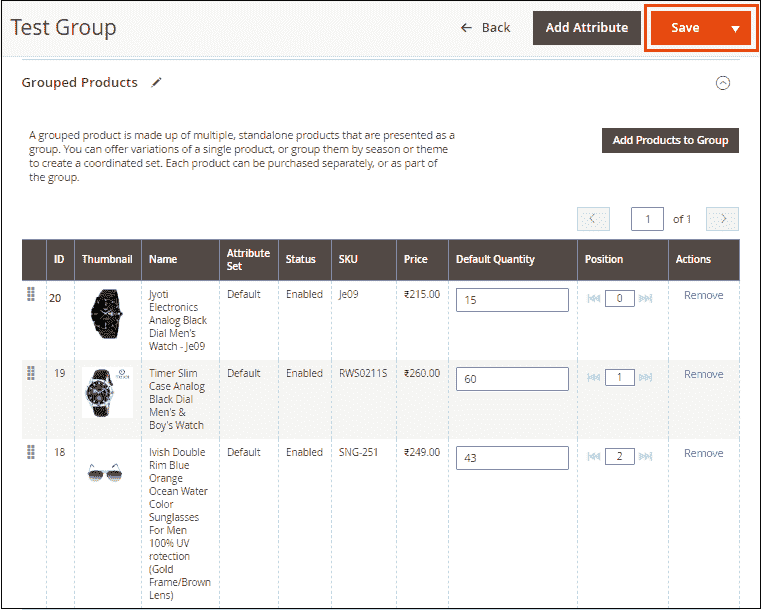 Test Group
Back
Add Attribute
Save
Grouped Products
A grouped product is made up of multiple, standalone products that are presented as a
group. You can offer variations of a single product, or group them by season or theme
to create a coordinated set. Each product can be purchased separately, or as part of
the group.
Add Products to Group
1 of 1
ID Thumbnail Name Attribute Set Status SKU Price Default Quantity Position Actions
20 Default Enabled Je09 ₹215.00 15 0 Remove
Jyoti
Electronics
Analog Black
Dial Men's
Watch - Je09
19 Default Enabled RWS0211S ₹260.00 60 1 Remove
Timer Slim
Case Analog
Black Dial
Men's &
Boy's Watch
18 Default Enabled SNG-251 ₹249.00 43 2 Remove
Ivish Double
Rim Blue
Orange
Ocean Water
Color
Sunglasses
For Men
100% UV
rotection
(Gold
Frame/Brown
Lens)